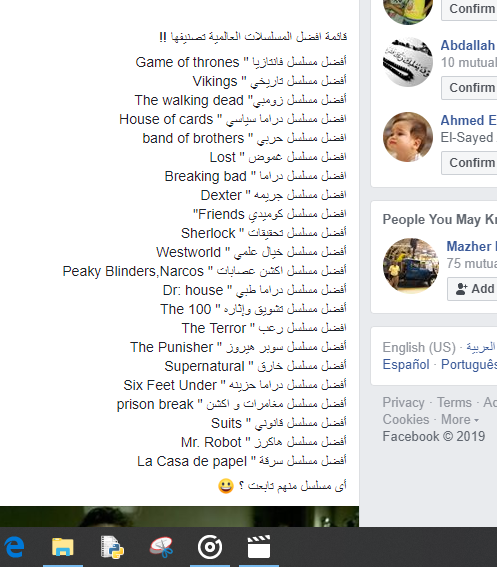 قائمة افضل المسلسلات العالمية تصنيفها !!
أفضل مسلسل فانتازيا " Game of thrones
أفضل مسلسل تاريخي " Vikings
أفضل مسلسل زومبي" The walking dead
افضل مسلسل دراما سياسي " House of cards
افضل مسلسل حربي " band of brothers
افضل مسلسل غموض " Lost
افضل مسلسل دراما " Breaking bad
افضل مسلسل جريمه " Dexter
افضل مسلسل كوميدي Friends"
أفضل مسلسل تحقيقات " Sherlock
أفضل مسلسل خيال علمي " Westworld
أفضل مسلسل اكشن عصابات " Peaky Blinders,Narcos
أفضل مسلسل دراما طبي " Dr: house
أفضل مسلسل تشويق وإثاره " The 100
افضل مسلسل رعب " The Terror
أفضل مسلسل سوبر هيروز " The Punisher
أفضل مسلسل خارق " Supernatural
أفضل مسلسل دراما حزينه " Six Feet Under
أفضل مسلسل مغامرات و اكشن " prison break
أفضل مسلسل قانوني " Suits
أفضل مسلسل هاكرز " Mr. Robot
أفضل مسلسل سرقة " La Casa de papel
أى مسلسل منهم تابعت ؟ 😀
Confirm
Abdallah
10 mutual
Confirm
Ahmed E
El-Sayed
Confirm
People You May Kn
Mazher
75 mutua
Add
English (US) · العربية
Español · Português
Privacy · Terms · Ad
Cookies · More
Facebook © 2019